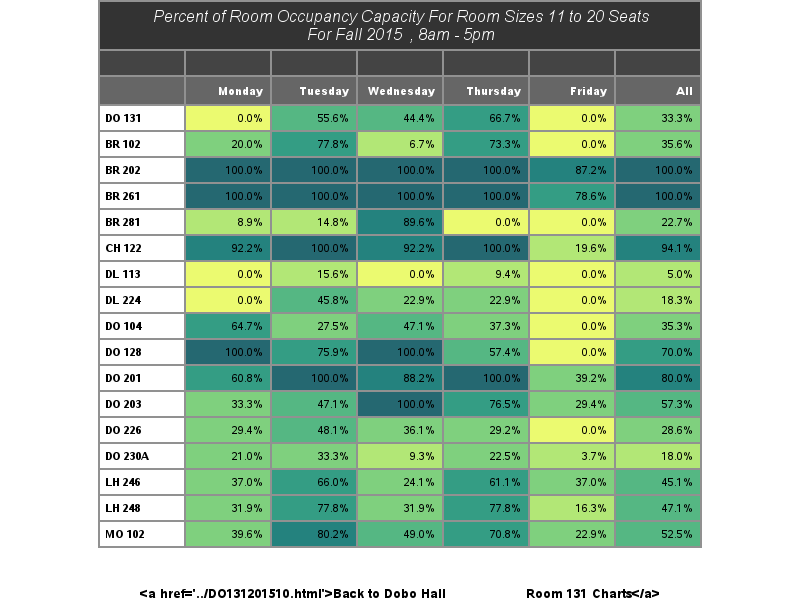 Percent of Room Occupancy Capacity For Room Sizes 11 to 20 Seats
For Fall 2015 , 8am - 5pm
Monday Tuesday Wednesday Thursday Friday All
DO 131 0.0% 55.6% 44.4% 66.7% 0.0% 33.3%
BR 102 20.0% 77.8% 6.7% 73.3% 0.0% 35.6%
BR 202 100.0% 100.0% 100.0% 100.0% 87.2% 100.0%
BR 261 100.0% 100.0% 100.0% 100.0% 78.6% 100.0%
BR 281 8.9% 14.8% 89.6% 0.0% 0.0% 22.7%
CH 122 92.2% 100.0% 92.2% 100.0% 19.6% 94.1%
DL 113 0.0% 15.6% 0.0% 9.4% 0.0% 5.0%
DL 224 0.0% 45.8% 22.9% 22.9% 0.0% 18.3%
DO 104 64.7% 27.5% 47.1% 37.3% 0.0% 35.3%
DO 128 100.0% 75.9% 100.0% 57.4% 0.0% 70.0%
DO 201 60.8% 100.0% 88.2% 100.0% 39.2% 80.0%
DO 203 33.3% 47.1% 100.0% 76.5% 29.4% 57.3%
DO 226 29.4% 48.1% 36.1% 29.2% 0.0% 28.6%
DO 230A 21.0% 33.3% 9.3% 22.5% 3.7% 18.0%
LH 246 37.0% 66.0% 24.1% 61.1% 37.0% 45.1%
LH 248 31.9% 77.8% 31.9% 77.8% 16.3% 47.1%
MO 102 39.6% 80.2% 49.0% 70.8% 22.9% 52.5%
<a href='../DO131201510.html'>Back to Dobo Hall Room 131 Charts</a>